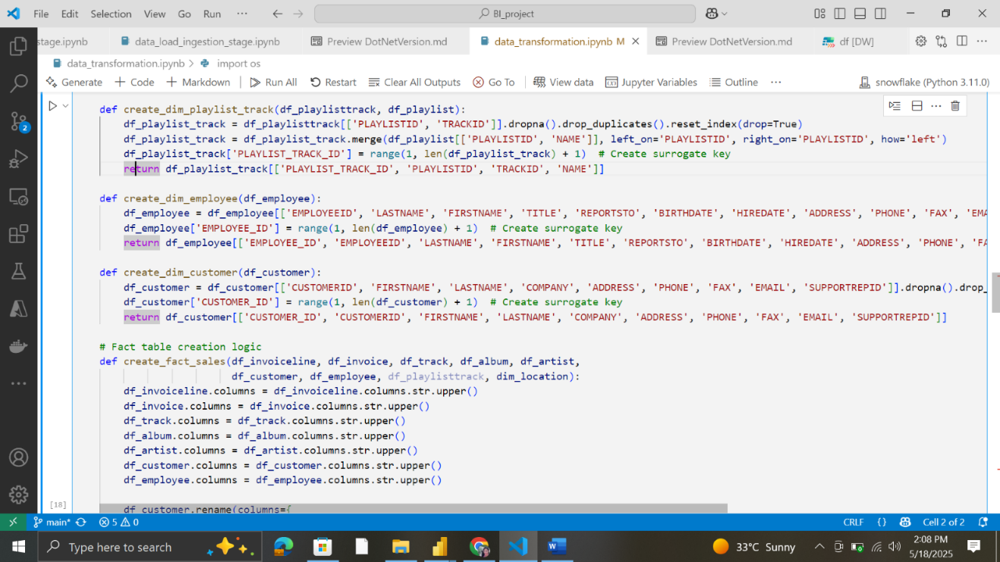 File Edit Selection View Go Run ··· BI_project
stage.ipynb data_load_ingestion_stage.ipynb Preview DotNetVersion.md data_transformation.ipynb M Preview DotNetVersion.md df [DW]
data_transformation.ipynb > import os
Generate + Code + Markdown | Run All Restart Clear All Outputs Go To | View data Jupyter Variables Outline ··· snowflake (Python 3.11.0)
def create_dim_playlist_track(df_playlisttrack, df_playlist):
df_playlist_track = df_playlisttrack[['PLAYLISTID', 'TRACKID']].dropna().drop_duplicates().reset_index(drop=True)
df_playlist_track = df_playlist_track.merge(df_playlist[['PLAYLISTID', 'NAME']], left_on='PLAYLISTID', right_on='PLAYLISTID', how='left')
df_playlist_track['PLAYLIST_TRACK_ID'] = range(1, len(df_playlist_track) + 1)  # Create surrogate key
return df_playlist_track[['PLAYLIST_TRACK_ID', 'PLAYLISTID', 'TRACKID', 'NAME']]
def create_dim_employee(df_employee):
df_employee = df_employee[['EMPLOYEEID', 'LASTNAME', 'FIRSTNAME', 'TITLE', 'REPORTSTO', 'BIRTHDATE', 'HIREDATE', 'ADDRESS', 'PHONE', 'FAX', 'EMA
df_employee['EMPLOYEE_ID'] = range(1, len(df_employee) + 1)  # Create surrogate key
return df_employee[['EMPLOYEE_ID', 'EMPLOYEEID', 'LASTNAME', 'FIRSTNAME', 'TITLE', 'REPORTSTO', 'BIRTHDATE', 'HIREDATE', 'ADDRESS', 'PHONE', 'FA
def create_dim_customer(df_customer):
df_customer = df_customer[['CUSTOMERID', 'FIRSTNAME', 'LASTNAME', 'COMPANY', 'ADDRESS', 'PHONE', 'FAX', 'EMAIL', 'SUPPORTREPID']].dropna().drop_
df_customer['CUSTOMER_ID'] = range(1, len(df_customer) + 1)  # Create surrogate key
return df_customer[['CUSTOMER_ID', 'CUSTOMERID', 'FIRSTNAME', 'LASTNAME', 'COMPANY', 'ADDRESS', 'PHONE', 'FAX', 'EMAIL', 'SUPPORTREPID']]
# Fact table creation logic
def create_fact_sales(df_invoiceline, df_invoice, df_track, df_album, df_artist,
df_customer, df_employee, df_playlisttrack, dim_location):
df_invoiceline.columns = df_invoiceline.columns.str.upper()
df_invoice.columns = df_invoice.columns.str.upper()
df_track.columns = df_track.columns.str.upper()
df_album.columns = df_album.columns.str.upper()
df_artist.columns = df_artist.columns.str.upper()
df_customer.columns = df_customer.columns.str.upper()
df_employee.columns = df_employee.columns.str.upper()
[18] df_customer.rename(columns={
2
main* 5 0 CRLF {} Cell 2 of 2
Type here to search 33°C Sunny 2:08 PM
5/18/2025